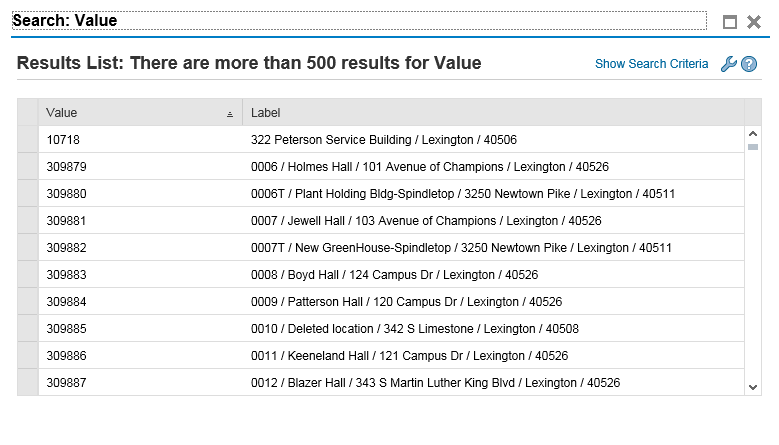 Search: Value
Results List: There are more than 500 results for Value
Show Search Criteria
Value Label
10718 322 Peterson Service Building / Lexington / 40506
309879 0006 / Holmes Hall / 101 Avenue of Champions / Lexington / 40526
309880 0006T / Plant Holding Bldg-Spindletop / 3250 Newtown Pike / Lexington / 40511
309881 0007 / Jewell Hall / 103 Avenue of Champions / Lexington / 40526
309882 0007T / New GreenHouse-Spindletop / 3250 Newtown Pike / Lexington / 40511
309883 0008 / Boyd Hall / 124 Campus Dr / Lexington / 40526
309884 0009 / Patterson Hall / 120 Campus Dr / Lexington / 40526
309885 0010 / Deleted location / 342 S Limestone / Lexington / 40508
309886 0011 / Keeneland Hall / 121 Campus Dr / Lexington / 40526
309887 0012 / Blazer Hall / 343 S Martin Luther King Blvd / Lexington / 40526